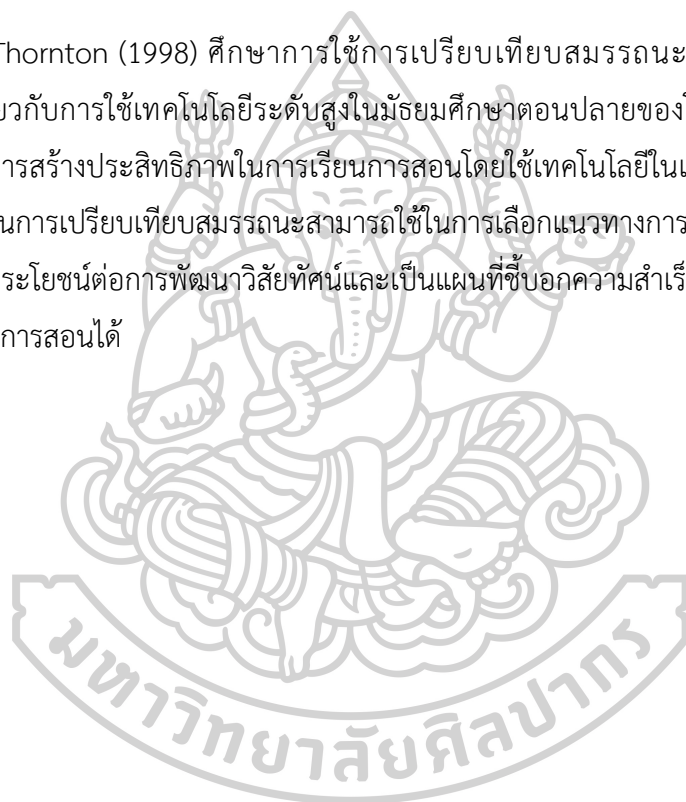 Thornton (1998) ศึกษาการใช้การเปรียบเทียบสมรรถนะ
ยวกับการใช้เทคโนโลยีระดับสูงในมัธยมศึกษาตอนปลายของ
ารสร้างประสิทธิภาพในการเรียนการสอนโดยใช้เทคโนโลยีใน
นการเปรียบเทียบสมรรถนะสามารถใช้ในการเลือกแนวทางการ
ระโยชน์ต่อการพัฒนาวิสัยทัศน์และเป็นแผนที่ชี้บอกความสำเร็
การสอนได้
มหาวิทยาลัยศิลปากร